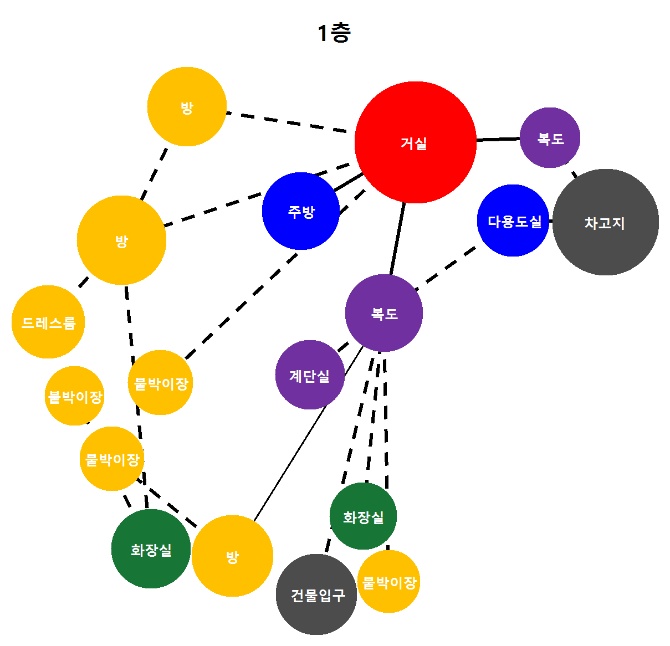 1층
방
거실
복도
주방
다용도실
차고지
방
드레스룸
복도
계단실
붙박이장
붙박이장
붙박이장
화장실
화장실
방
건물입구
붙박이장